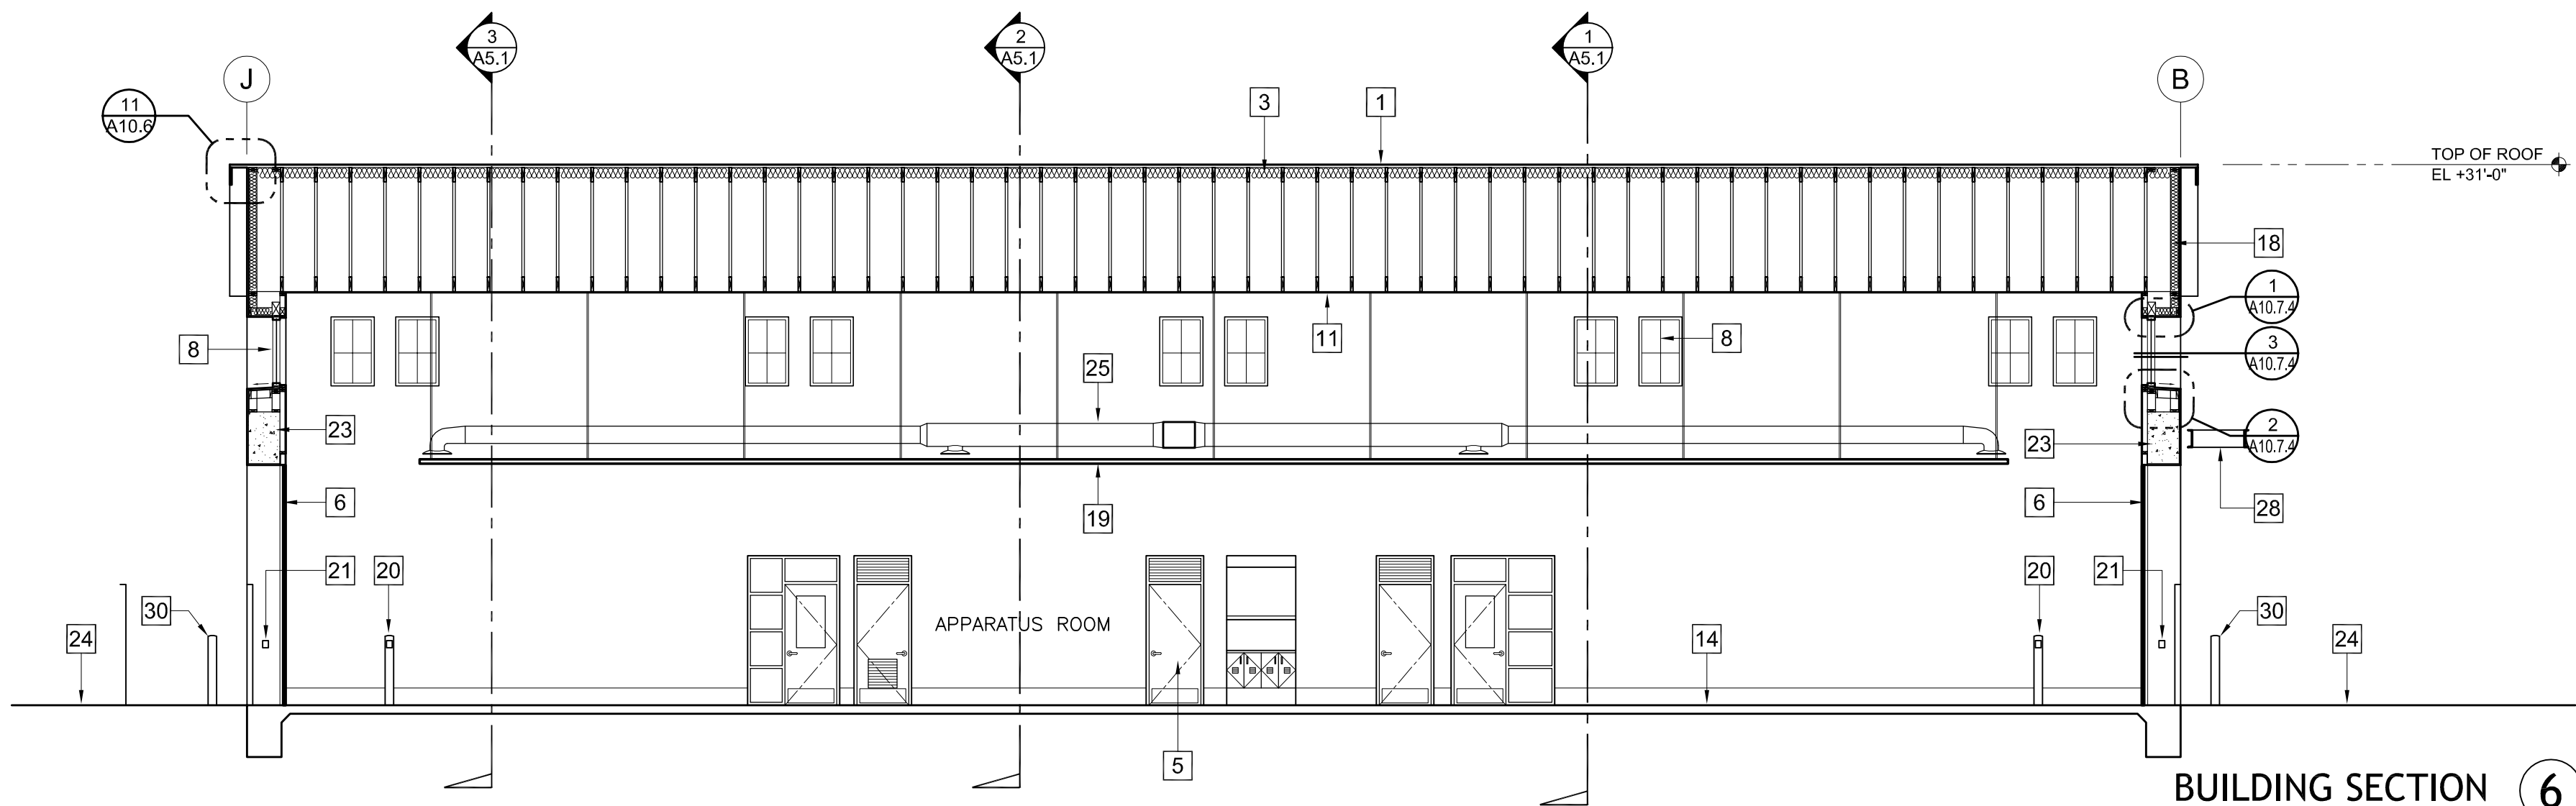 3
A5.1
2
A5.1
1
A5.1
J
B
11
A10.6
3
1
TOP OF ROOF
EL +31'-0"
18
1
A10.7.4
8
11
8
3
A10.7.4
25
23
23
2
A10.7.4
6
19
6
28
21
20
20
21
30
APPARATUS ROOM
30
24
14
24
5
BUILDING SECTION
6